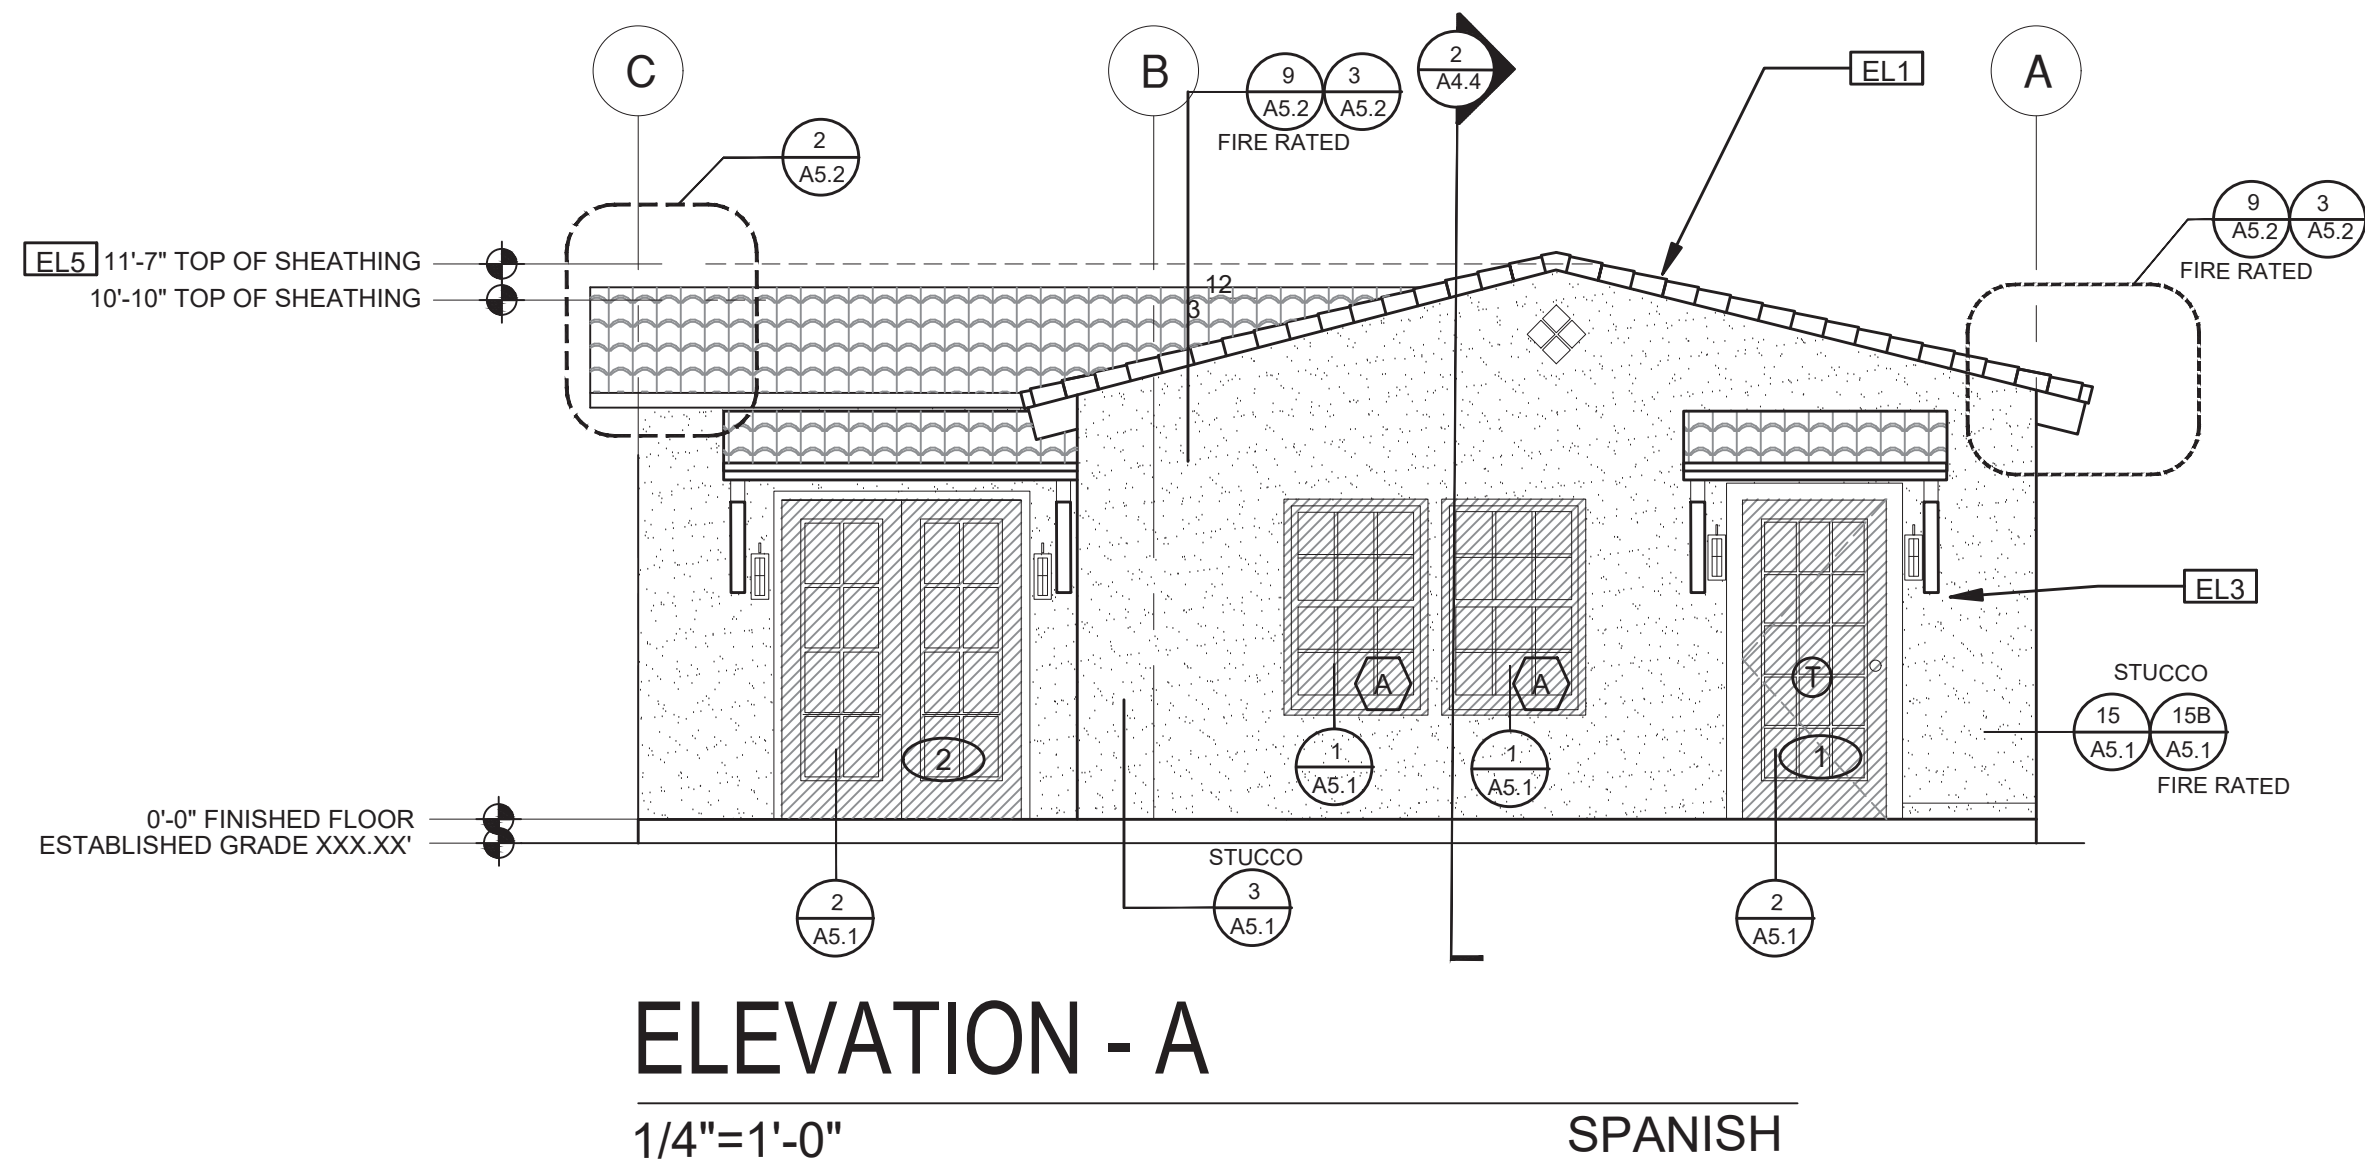 C
B
A
9
A5.2
3
A5.2
FIRE RATED
2
A4.4
EL1
2
A5.2
9
A5.2
3
A5.2
FIRE RATED
EL5 11'-7" TOP OF SHEATHING
10'-10" TOP OF SHEATHING
12
3
EL3
STUCCO
15
A5.1
15B
A5.1
FIRE RATED
A
A
T
2
1
1
A5.1
1
A5.1
0'-0" FINISHED FLOOR
ESTABLISHED GRADE XXX.XX'
STUCCO
2
A5.1
3
A5.1
2
A5.1
ELEVATION - A
1/4"=1'-0"
SPANISH